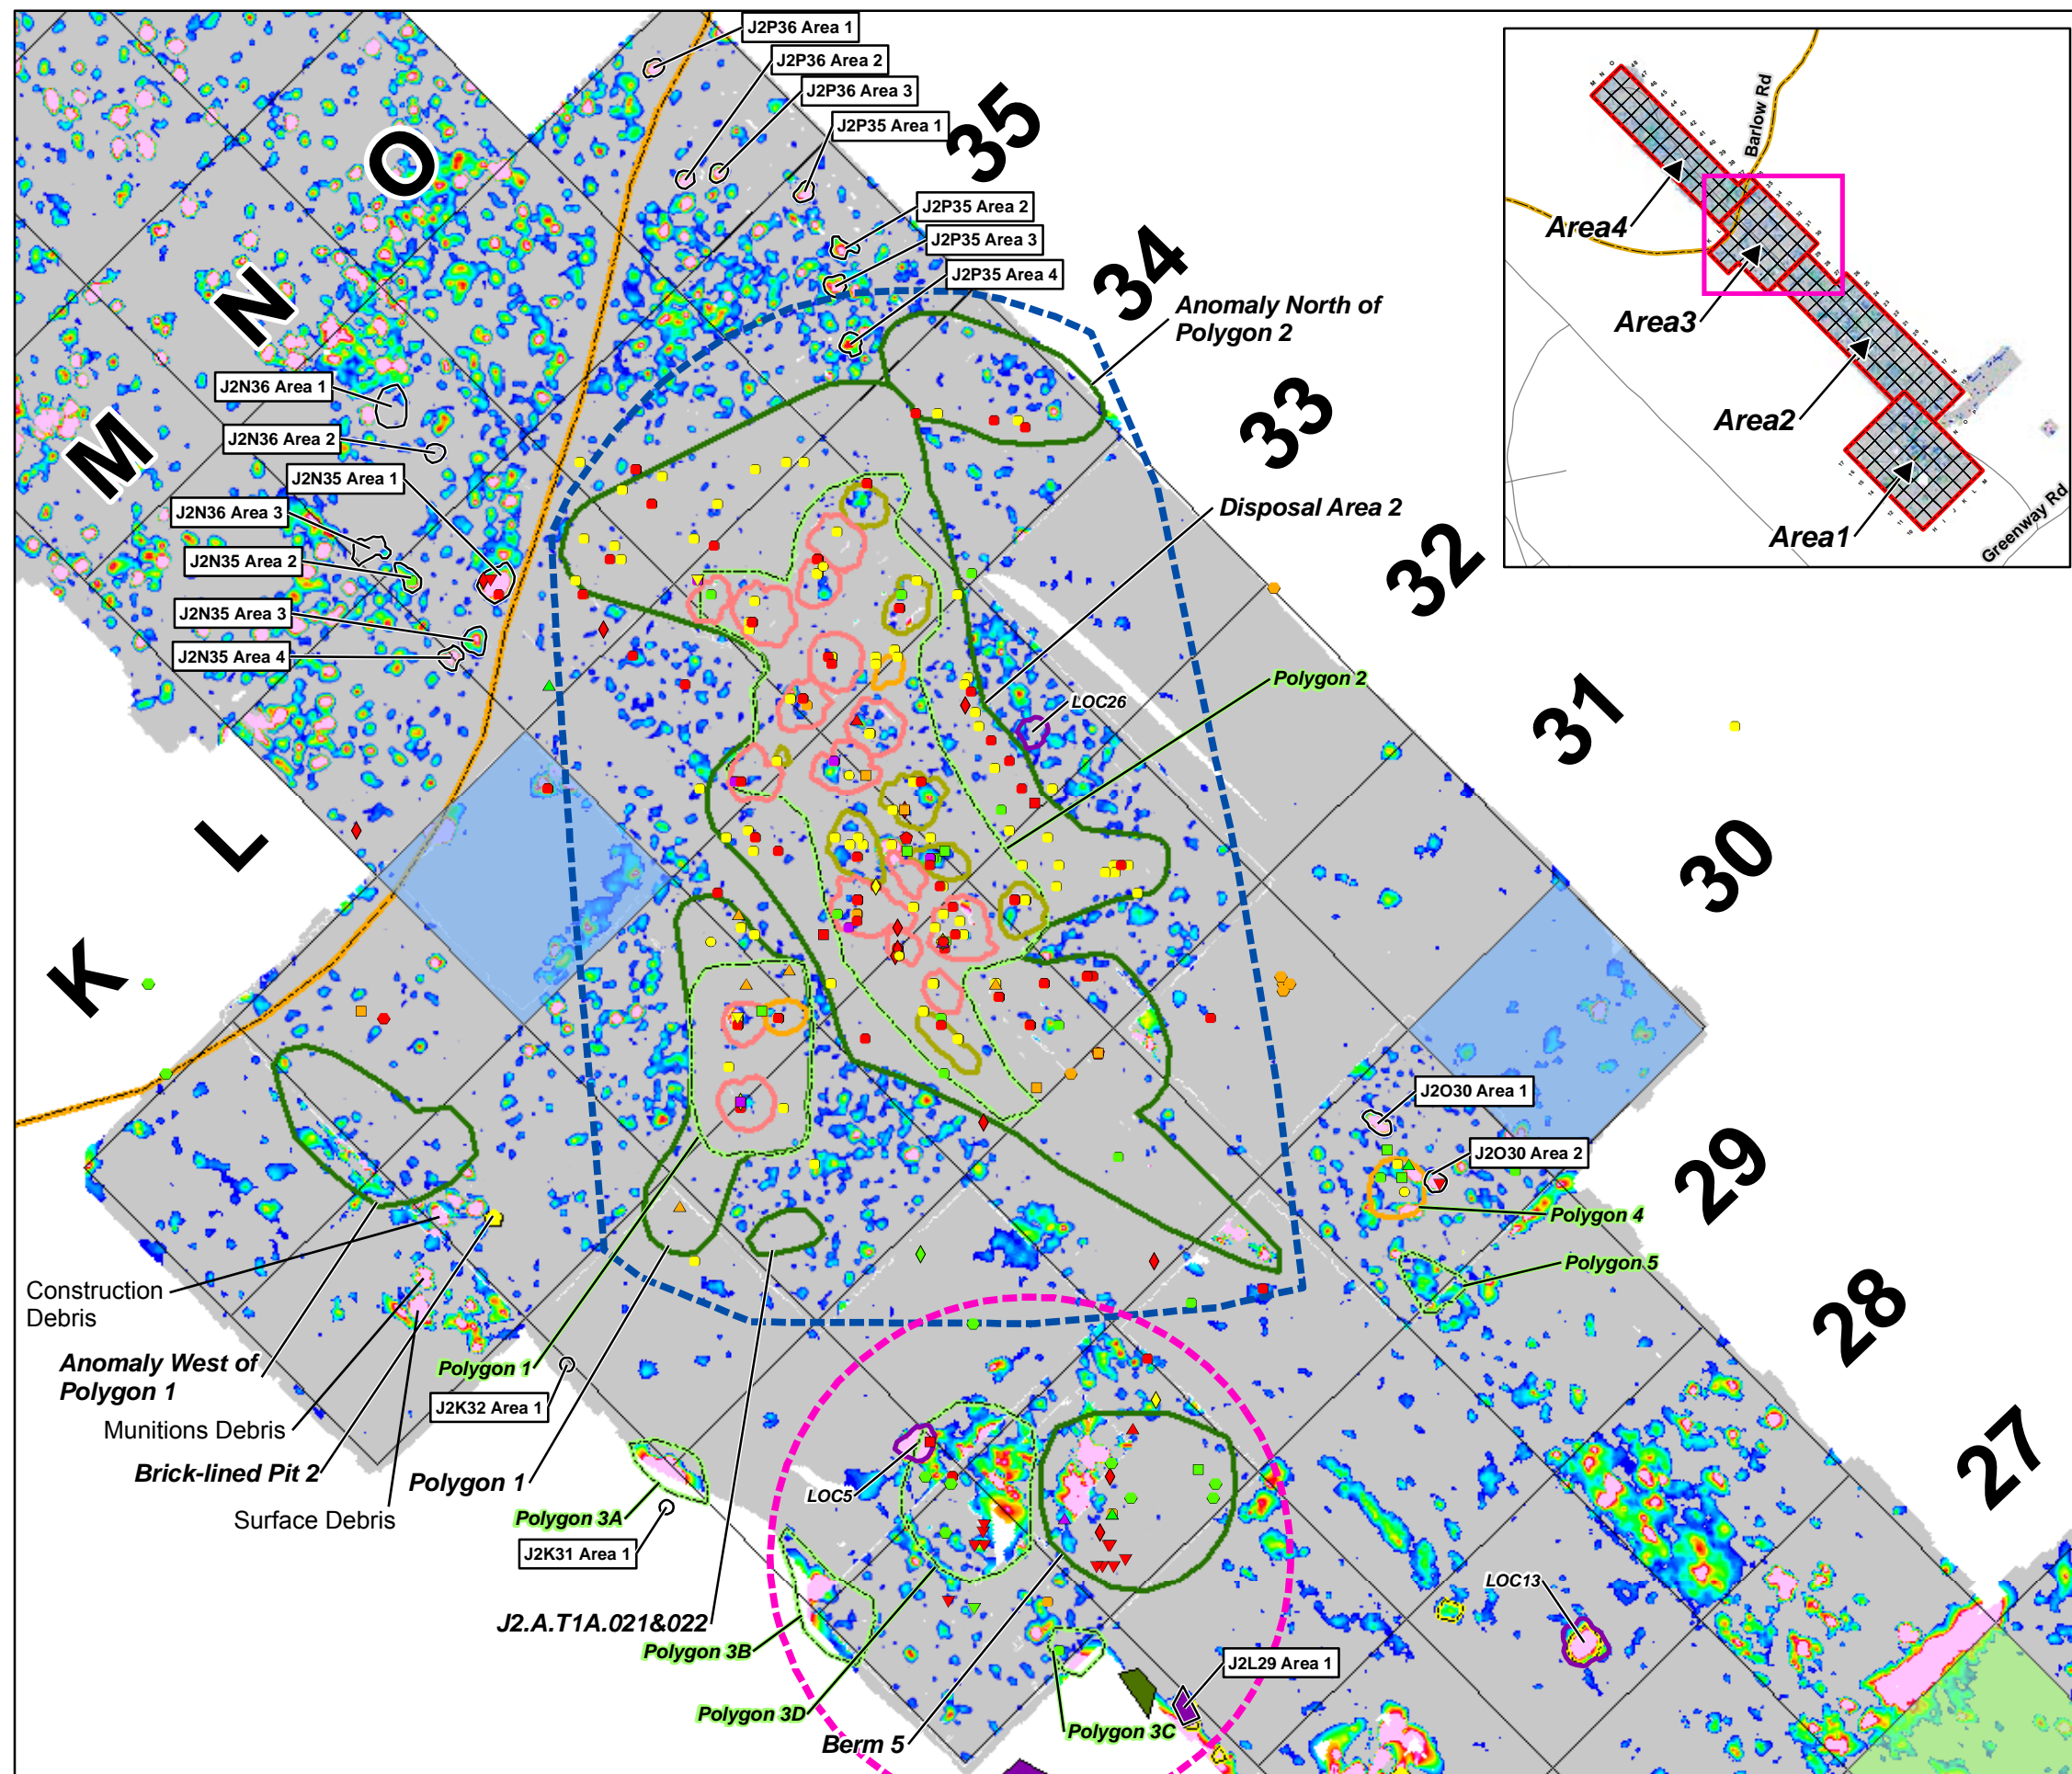 J2P36 Area 1
J2P36 Area 2
J2P36 Area 3
J2P35 Area 1
J2P35 Area 2
J2P35 Area 3
J2P35 Area 4
35
34
33
32
31
30
29
28
27
O
N
M
L
K
Anomaly North of
Polygon 2
J2N36 Area 1
J2N36 Area 2
J2N35 Area 1
J2N36 Area 3
J2N35 Area 2
J2N35 Area 3
J2N35 Area 4
Disposal Area 2
Polygon 2
LOC26
J2O30 Area 1
J2O30 Area 2
Polygon 4
Polygon 5
Construction
Debris
Anomaly West of
Polygon 1
Munitions Debris
Brick-lined Pit 2
Surface Debris
Polygon 1
J2K32 Area 1
Polygon 1
Polygon 3A
J2K31 Area 1
J2.A.T1A.021&022
Polygon 3B
Polygon 3D
Berm 5
LOC5
Polygon 3C
J2L29 Area 1
LOC13
Barlow Rd
Area4
Area3
Area2
Area1
Greenway Rd